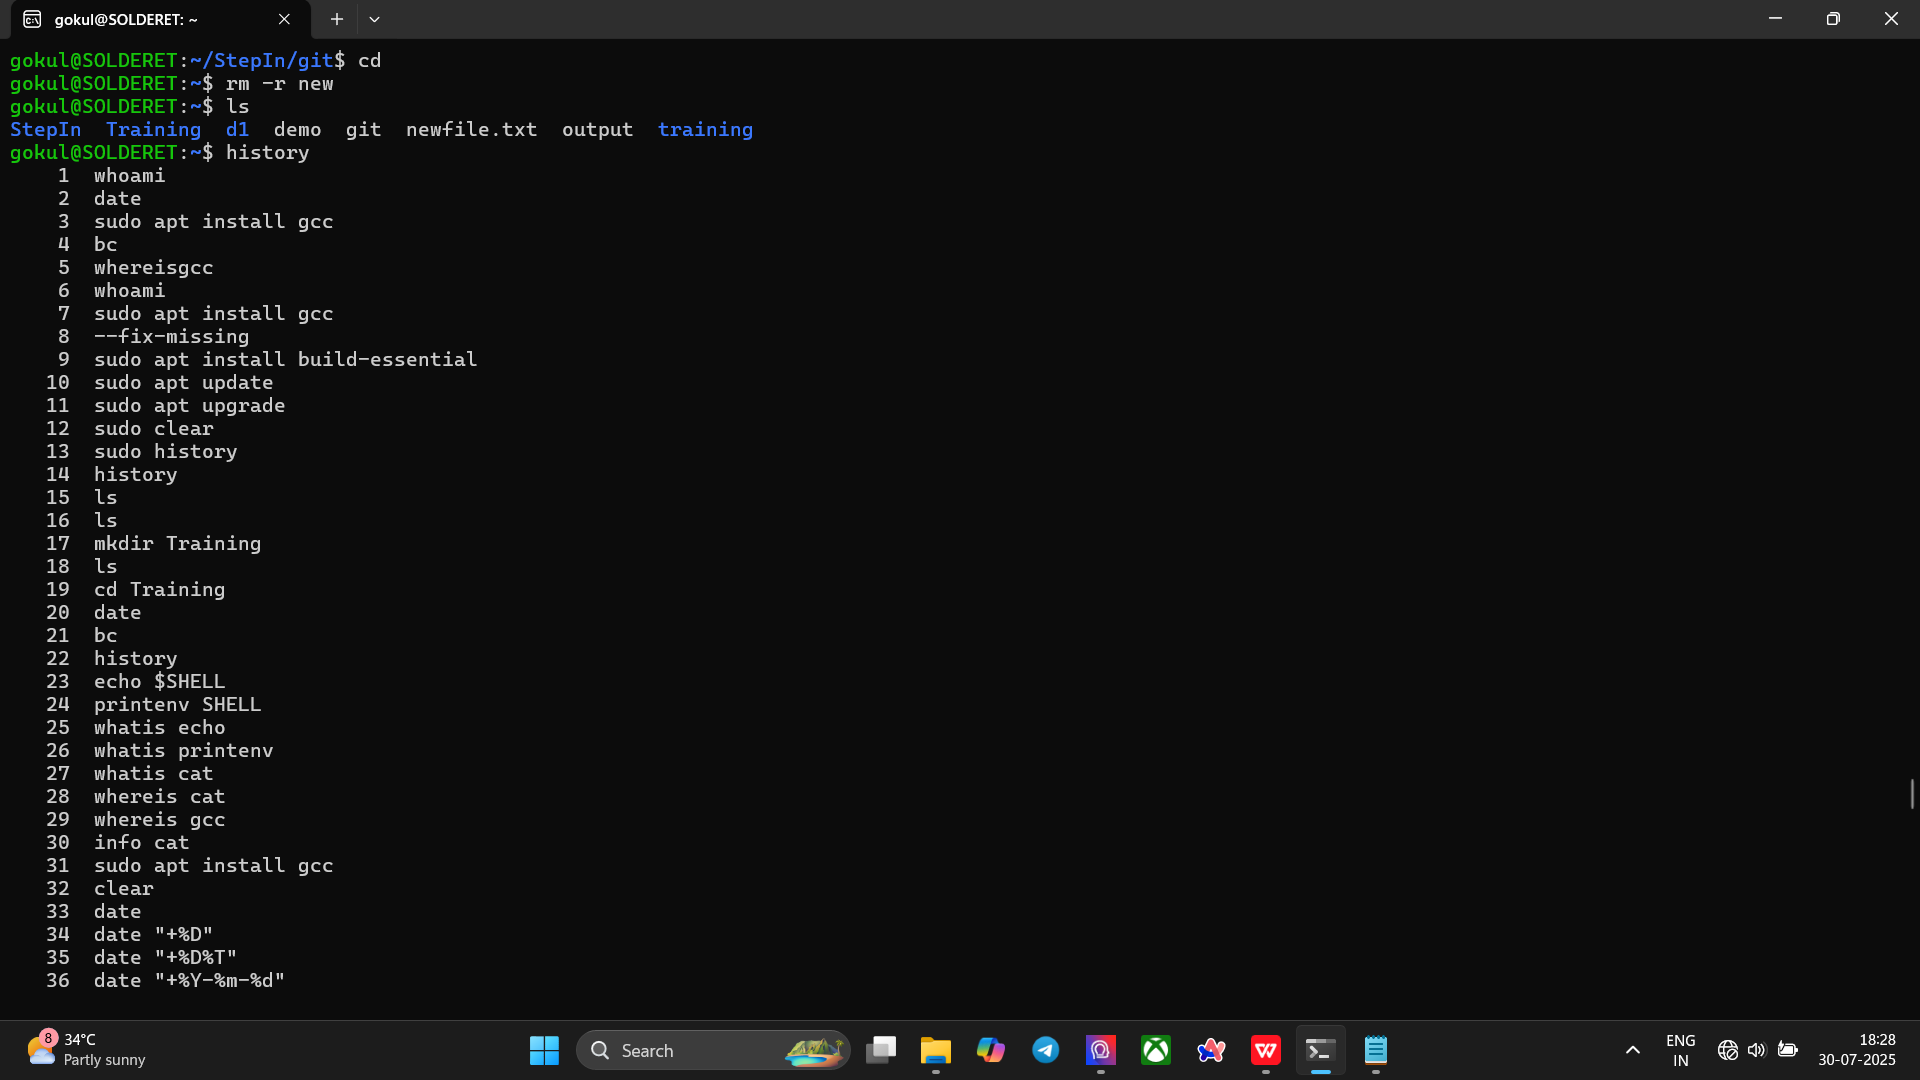 gokul@SOLDERET: ~
gokul@SOLDERET:~/StepIn/git$ cd
gokul@SOLDERET:~$ rm -r new
gokul@SOLDERET:~$ ls
StepIn  Training  d1  demo  git  newfile.txt  output  training
gokul@SOLDERET:~$ history
1  whoami
2  date
3  sudo apt install gcc
4  bc
5  whereisgcc
6  whoami
7  sudo apt install gcc
8  --fix-missing
9  sudo apt install build-essential
10  sudo apt update
11  sudo apt upgrade
12  sudo clear
13  sudo history
14  history
15  ls
16  ls
17  mkdir Training
18  ls
19  cd Training
20  date
21  bc
22  history
23  echo $SHELL
24  printenv SHELL
25  whatis echo
26  whatis printenv
27  whatis cat
28  whereis cat
29  whereis gcc
30  info cat
31  sudo apt install gcc
32  clear
33  date
34  date "+%D"
35  date "+%D%T"
36  date "+%Y-%m-%d"
8
34°C
Partly sunny
Search
ENG
IN
18:28
30-07-2025